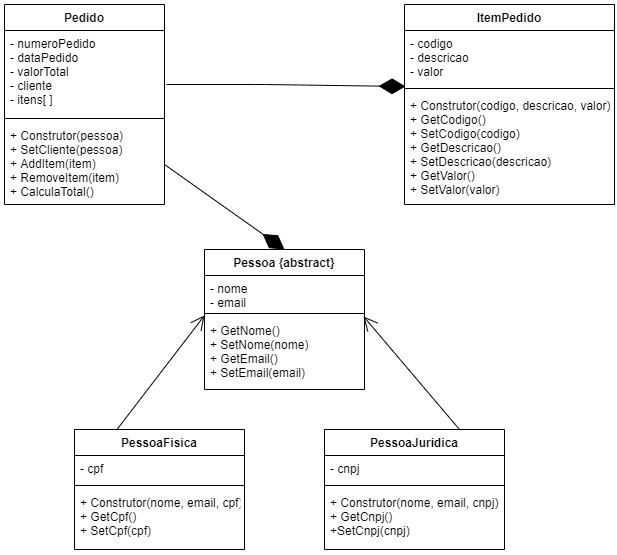 Pedido
- numeroPedido
- dataPedido
- valorTotal
- cliente
- itens[ ]
+ Construtor(pessoa)
+ SetCliente(pessoa)
+ AddItem(item)
+ RemoveItem(item)
+ CalculaTotal()
ItemPedido
- codigo
- descricao
- valor
+ Construtor(codigo, descricao, valor)
+ GetCodigo()
+ SetCodigo(codigo)
+ GetDescricao()
+ SetDescricao(descricao)
+ GetValor()
+ SetValor(valor)
Pessoa {abstract}
- nome
- email
+ GetNome()
+ SetNome(nome)
+ GetEmail()
+ SetEmail(email)
PessoaFisica
- cpf
+ Construtor(nome, email, cpf)
+ GetCpf()
+ SetCpf(cpf)
PessoaJuridica
- cnpj
+ Construtor(nome, email, cnpj)
+ GetCnpj()
+SetCnpj(cnpj)